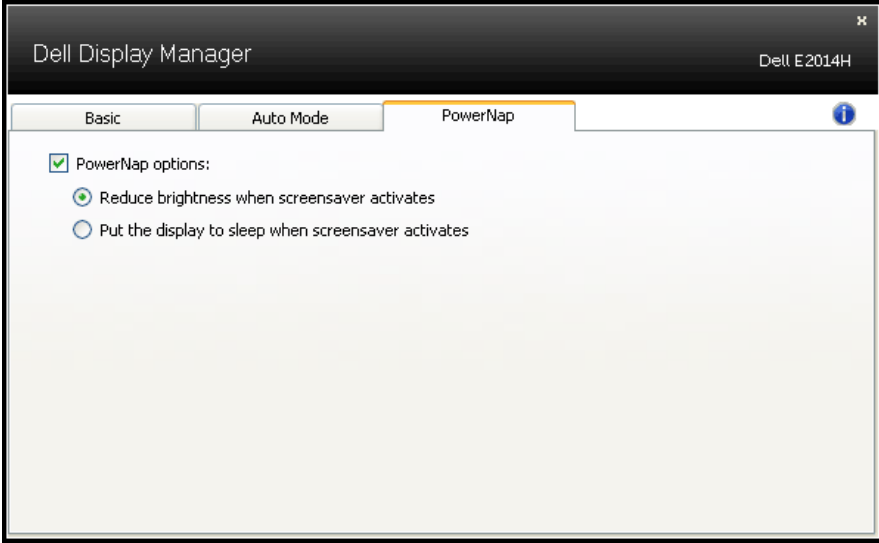 Dell Display Manager
Dell E2014H
Basic
Auto Mode
PowerNap
PowerNap options:
Reduce brightness when screensaver activates
Put the display to sleep when screensaver activates